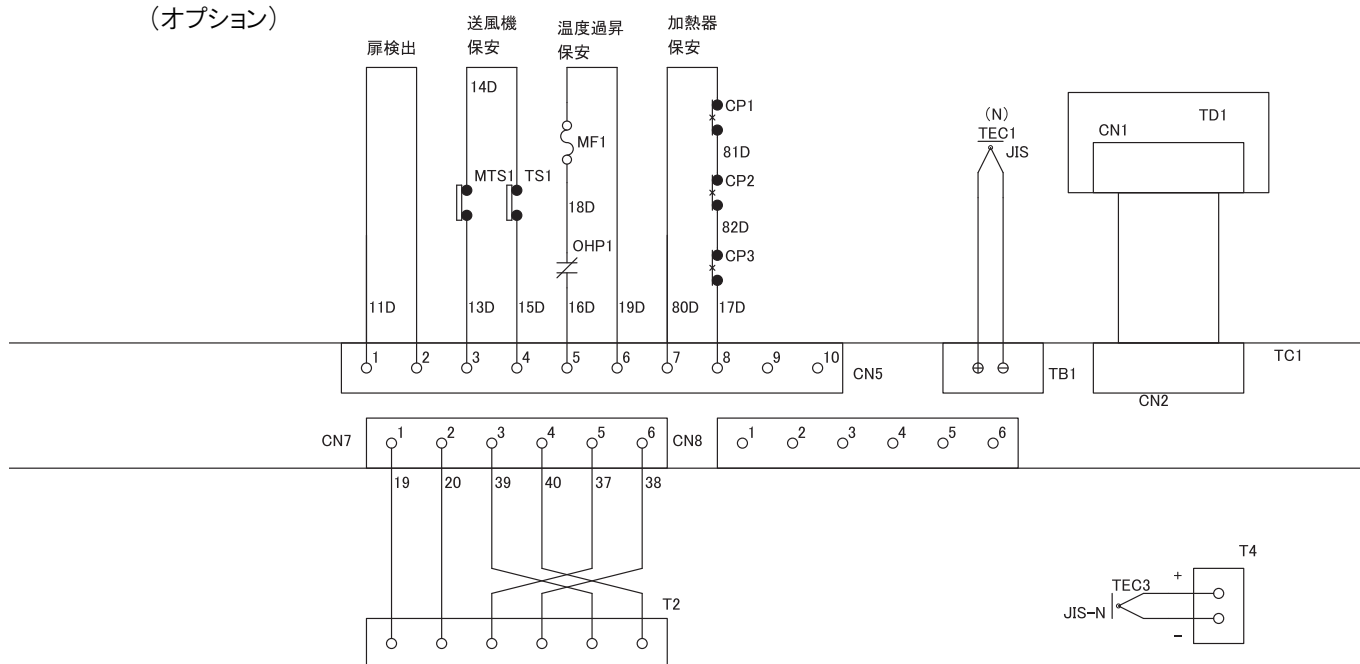 （オプション）
扉検出
送風機
保安
温度過昇
保安
加熱器
保安
14D
MTS1
TS1
MF1
18D
OHP1
CP1
81D
CP2
82D
CP3
11D
13D
15D
16D
19D
80D
17D
(N)
TEC1
JIS
CN1
TD1
1 2 3 4 5 6 7 8 9 10
CN5
TB1
CN2
TC1
CN7
1 2 3 4 5 6
CN8
1 2 3 4 5 6
19 20 39 40 37 38
T2
T4
TEC3
+
JIS-N
-